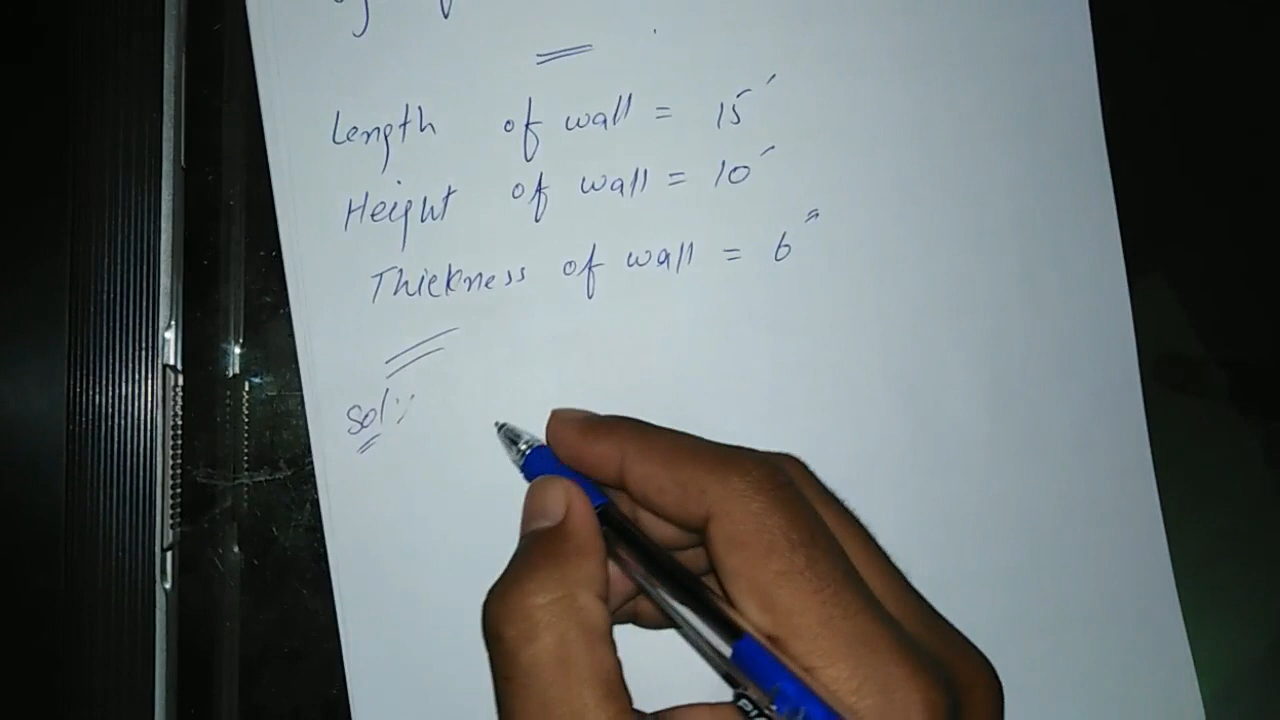 Length of wall = 15'
Height of wall = 10'
Thickness of wall = 6"
Sol:-